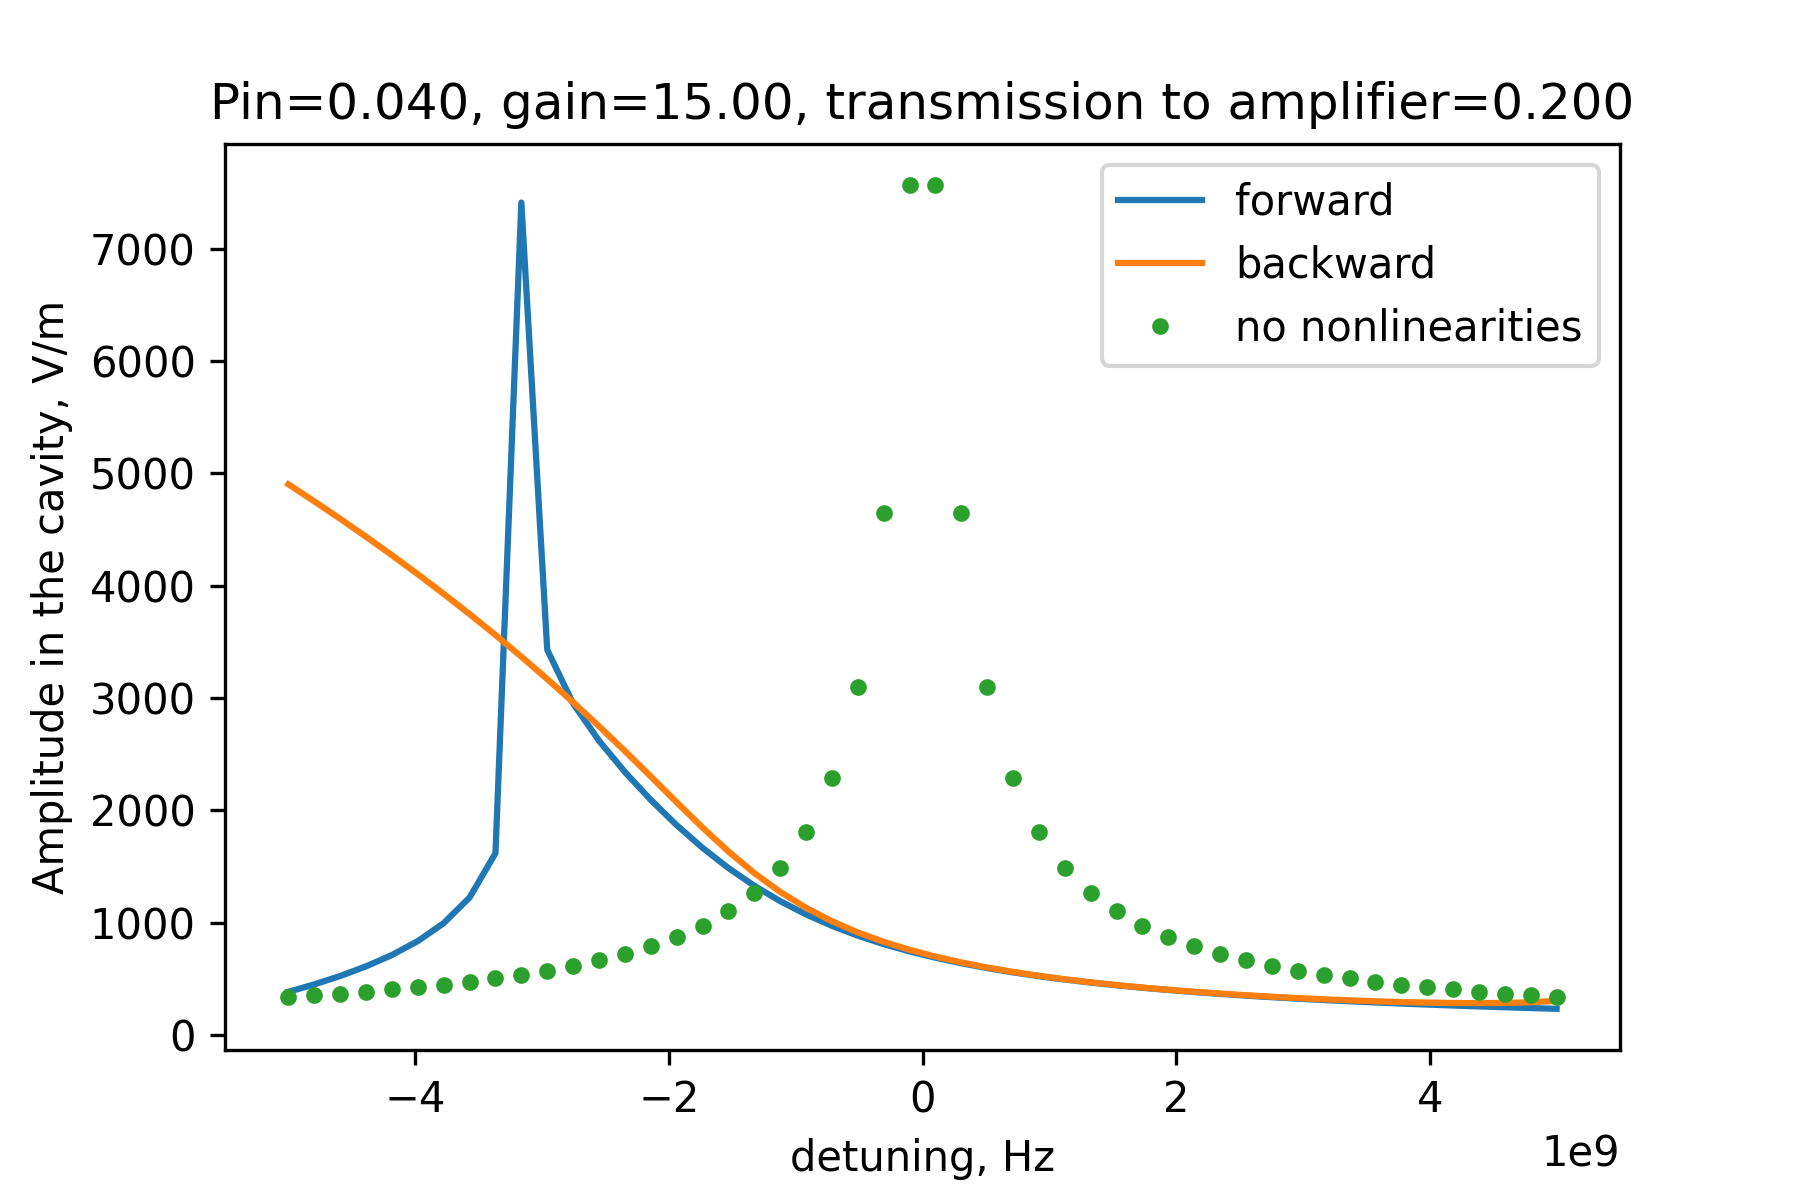 Pin=0.040, gain=15.00, transmission to amplifier=0.200
forward
backward
no nonlinearities
Amplitude in the cavity, V/m
7000
6000
5000
4000
3000
2000
1000
0
−4
−2
0
2
4
1e9
detuning, Hz